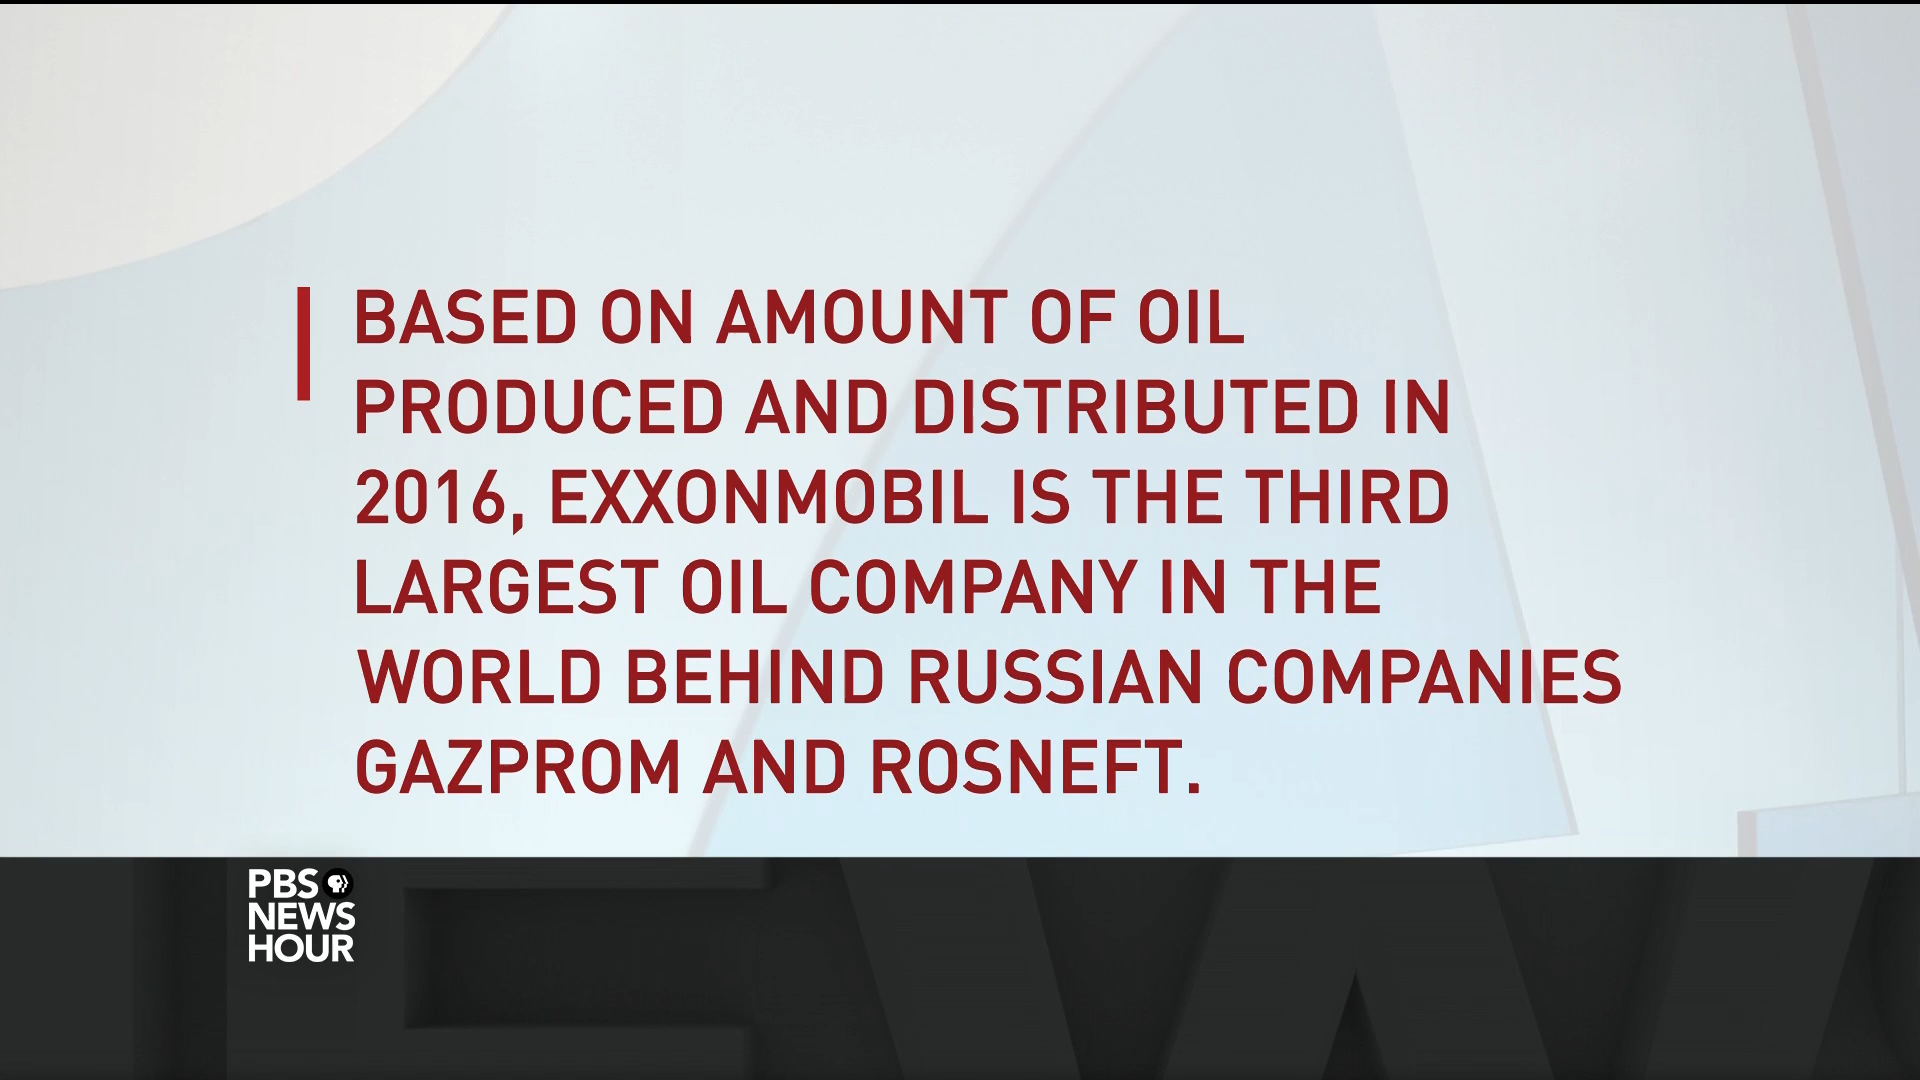 BASED ON AMOUNT OF OIL
PRODUCED AND DISTRIBUTED IN
2016, EXXONMOBIL IS THE THIRD
LARGEST OIL COMPANY IN THE
WORLD BEHIND RUSSIAN COMPANIES
GAZPROM AND ROSNEFT.
PBS
NEWS
HOUR